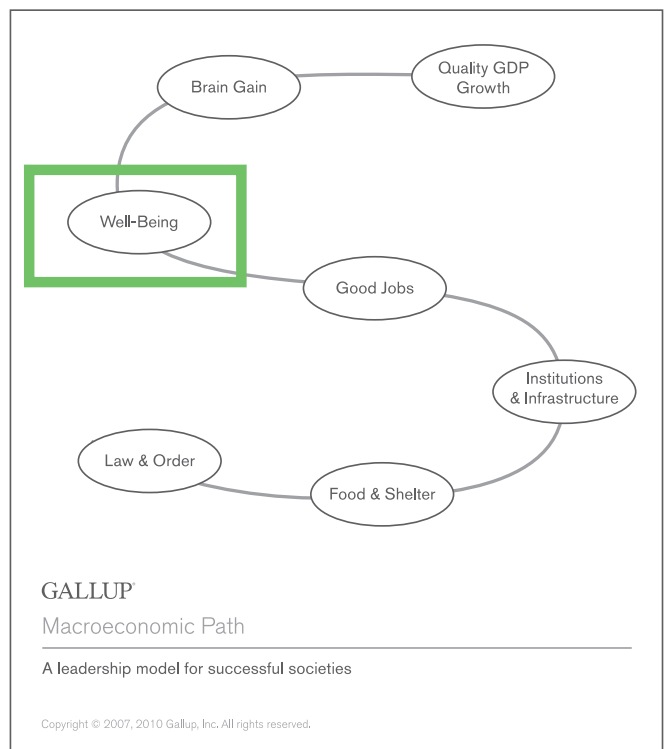 Brain Gain
Quality GDP
Growth
Well-Being
Good Jobs
Institutions
& Infrastructure
Law & Order
Food & Shelter
GALLUP®
Macroeconomic Path
A leadership model for successful societies
Copyright © 2007, 2010 Gallup, Inc. All rights reserved.